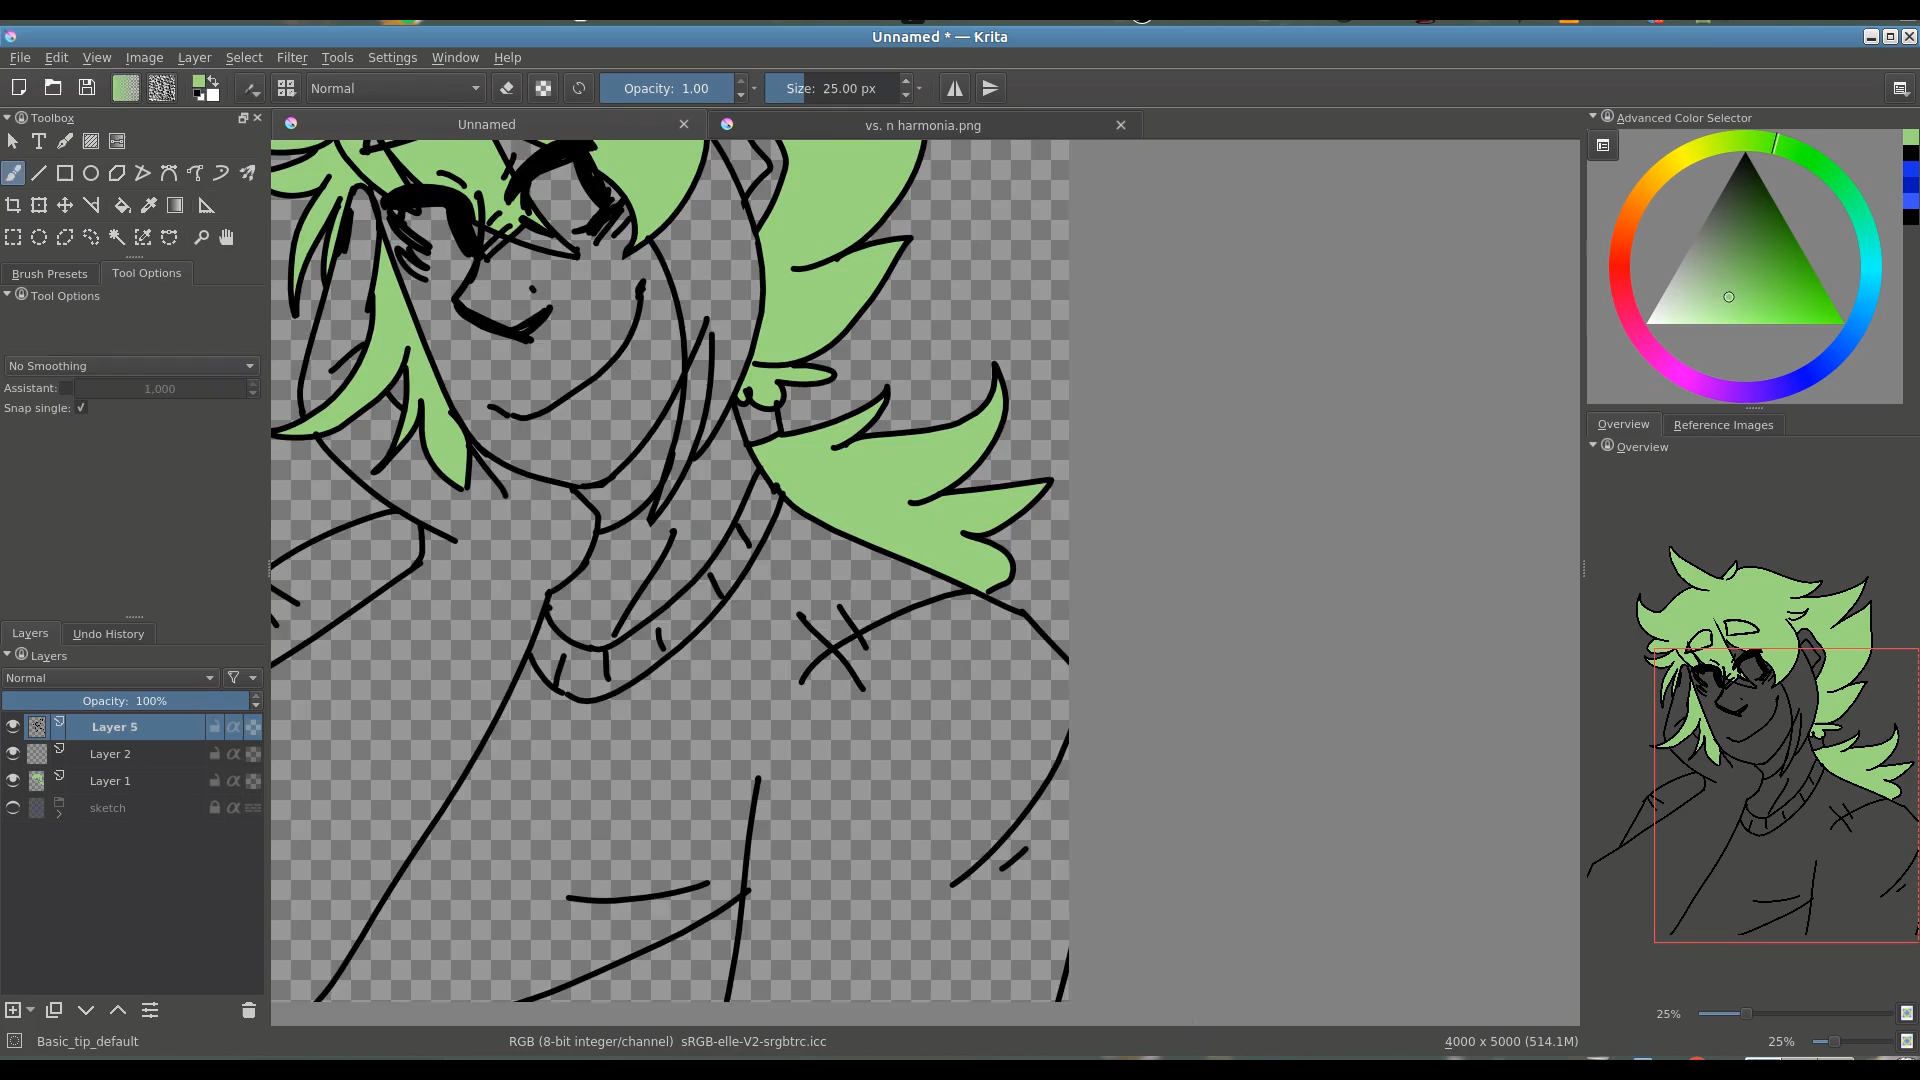 Unnamed * — Krita
File Edit View Image Layer Select Filter Tools Settings Window Help
Normal Opacity: 1.00 Size: 25.00 px
Toolbox
Unnamed
vs. n harmonia.png
Advanced Color Selector
Brush Presets Tool Options
Tool Options
No Smoothing
Assistant: 1,000
Snap single:
Overview Reference Images
Overview
Layers Undo History
Layers
Normal
Opacity: 100%
Layer 5
Layer 2
Layer 1
sketch
25%
Basic_tip_default
RGB (8-bit integer/channel) sRGB-elle-V2-srgbtrc.icc
4000 x 5000 (514.1M)
25%